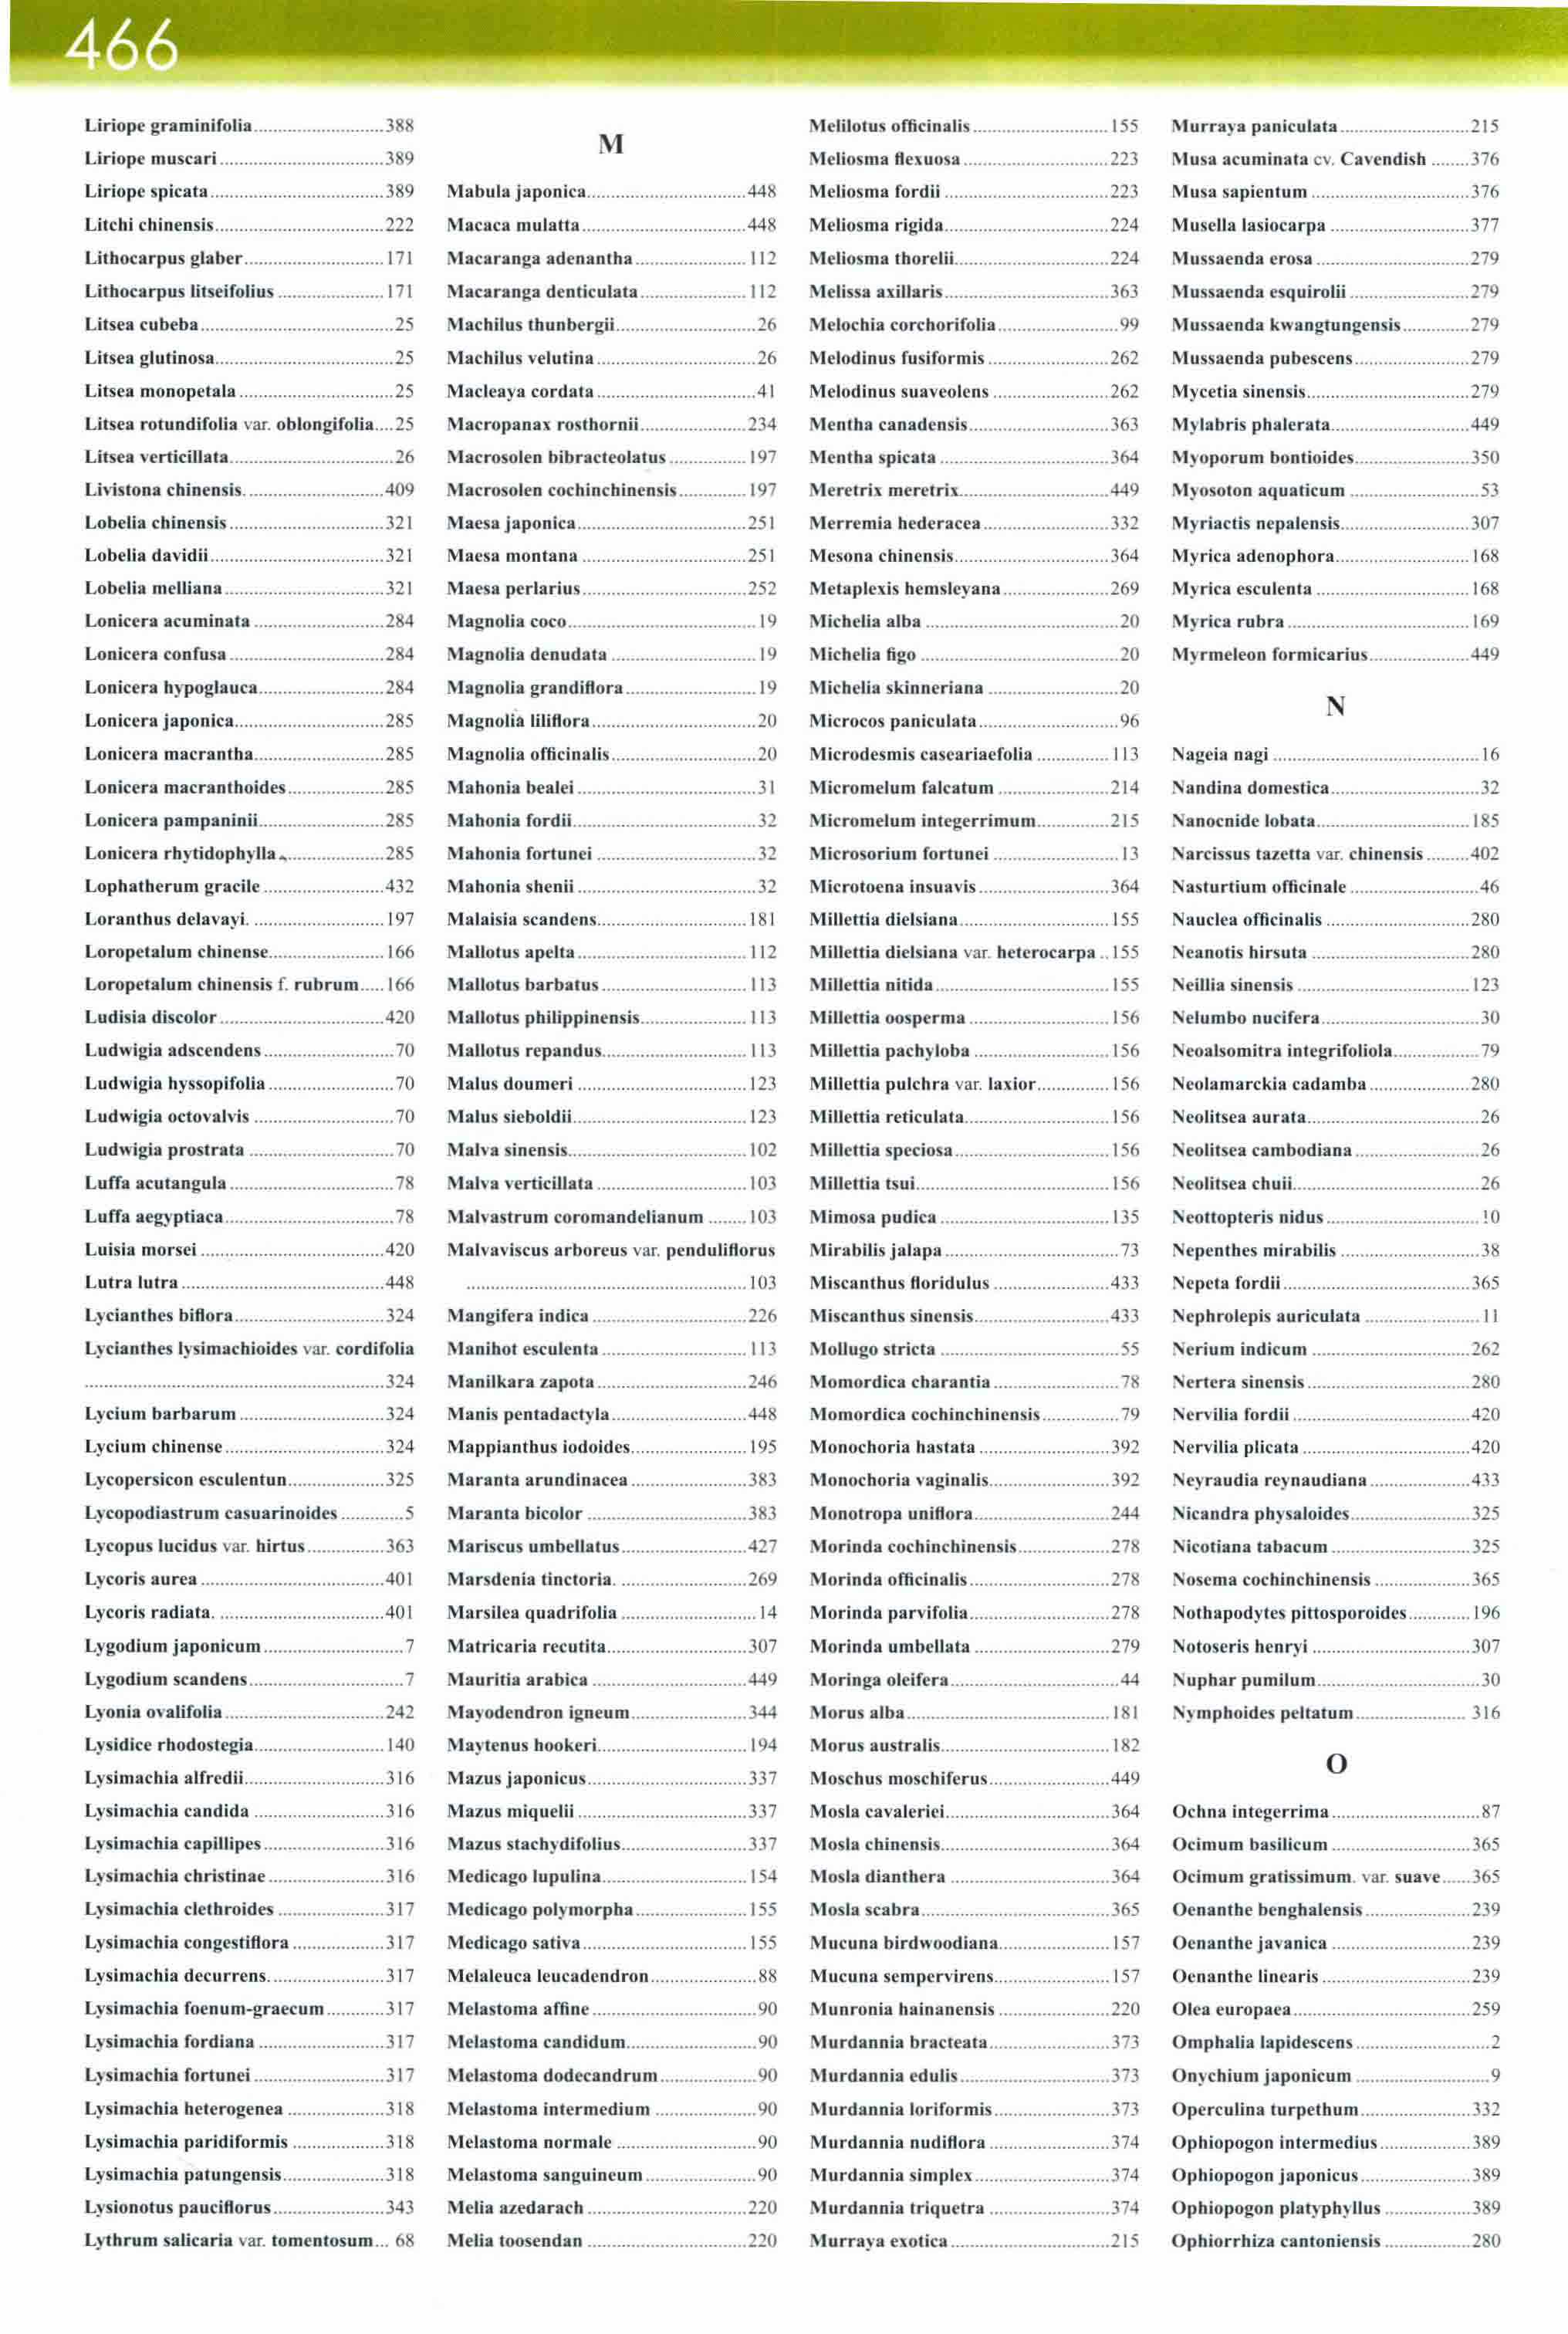 466
Liriope graminifolia........................388
Liriope muscari........................389
Liriope spicata........................389
Litchi chinensis........................222
Lithocarpus glaber........................171
Lithocarpus litseifolius........................171
Litsea cubeba........................25
Litsea glutinosa........................25
Litsea monopetala........................25
Litsea rotundifolia var. oblongifolia....25
Litsea verticillata........................26
Livistona chinensis........................409
Lobelia chinensis........................321
Lobelia davidii........................321
Lobelia melliana........................321
Lonicera acuminata........................284
Lonicera confusa........................284
Lonicera hypoglauca........................284
Lonicera japonica........................285
Lonicera macrantha........................285
Lonicera macranthoides........................285
Lonicera pampaninii........................285
Lonicera rhytidophylla........................285
Lophatherum gracile........................432
Loranthus delavayi.........................197
Loropetalum chinense........................166
Loropetalum chinensis f. rubrum.....166
Ludisia discolor........................420
Ludwigia adscendens........................70
Ludwigia hyssopifolia........................70
Ludwigia octovalvis........................70
Ludwigia prostrata........................70
Luffa acutangula........................78
Luffa aegyptiaca........................78
Luisia morsei........................420
Lutra lutra........................448
Lycianthes biflora........................324
Lycianthes lysimachioides var. cordifolia
........................324
Lycium barbarum........................324
Lycium chinense........................324
Lycopersicon esculentun........................325
Lycopodiastrum casuarinoides............5
Lycopus lucidus var. hirtus...............363
Lycoris aurea........................401
Lycoris radiata.........................401
Lygodium japonicum........................7
Lygodium scandens........................7
Lyonia ovalifolia........................242
Lysidice rhodostegia........................140
Lysimachia alfredii........................316
Lysimachia candida........................316
Lysimachia capillipes........................316
Lysimachia christinae........................316
Lysimachia clethroides........................317
Lysimachia congestiflora..................317
Lysimachia decurrens........................317
Lysimachia foenum-graecum...........317
Lysimachia fordiana........................317
Lysimachia fortunei........................317
Lysimachia heterogenea...................318
Lysimachia paridiformis..................318
Lysimachia patungensis....................318
Lysionotus pauciflorus......................343
Lythrum salicaria var. tomentosum... 68
M
Mabula japonica........................448
Macaca mulatta........................448
Macaranga adenantha......................112
Macaranga denticulata.....................112
Machilus thunbergii........................26
Machilus velutina........................26
Macleaya cordata........................41
Macropanax rosthornii.....................234
Macrosolen bibracteolatus...............197
Macrosolen cochinchinensis.............197
Maesa japonica........................251
Maesa montana........................251
Maesa perlarius........................252
Magnolia coco........................19
Magnolia denudata........................19
Magnolia grandiflora........................19
Magnolia liliflora........................20
Magnolia officinalis........................20
Mahonia bealei........................31
Mahonia fordii........................32
Mahonia fortunei........................32
Mahonia shenii........................32
Malaisia scandens........................181
Mallotus apelta........................112
Mallotus barbatus........................113
Mallotus philippinensis.....................113
Mallotus repandus........................113
Malus doumeri........................123
Malus sieboldii........................123
Malva sinensis........................102
Malva verticillata........................103
Malvastrum coromandelianum........103
Malvaviscus arboreus var. penduliflorus
........................103
Mangifera indica........................226
Manihot esculenta........................113
Manilkara zapota........................246
Manis pentadactyla........................448
Mappianthus iodoides.......................195
Maranta arundinacea.......................383
Maranta bicolor........................383
Mariscus umbellatus........................427
Marsdenia tinctoria.........................269
Marsilea quadrifolia........................14
Matricaria recutita........................307
Mauritia arabica........................449
Mayodendron igneum.......................344
Maytenus hookeri........................194
Mazus japonicus........................337
Mazus miquelii........................337
Mazus stachydifolius........................337
Medicago lupulina........................154
Medicago polymorpha......................155
Medicago sativa........................155
Melaleuca leucadendron.....................88
Melastoma affine........................90
Melastoma candidum........................90
Melastoma dodecandrum...................90
Melastoma intermedium....................90
Melastoma normale........................90
Melastoma sanguineum......................90
Melia azedarach........................220
Melia toosendan........................220
Melilotus officinalis........................155
Meliosma flexuosa........................223
Meliosma fordii........................223
Meliosma rigida........................224
Meliosma thorelii........................224
Melissa axillaris........................363
Melochia corchorifolia........................99
Melodinus fusiformis........................262
Melodinus suaveolens.......................262
Mentha canadensis........................363
Mentha spicata........................364
Meretrix meretrix........................449
Merremia hederacea........................332
Mesona chinensis........................364
Metaplexis hemsleyana.....................269
Michelia alba........................20
Michelia figo........................20
Michelia skinneriana........................20
Microcos paniculata........................96
Microdesmis caseariaefolia..............113
Micromelum falcatum......................214
Micromelum integerrimum..............215
Microsorium fortunei........................13
Microtoena insuavis........................364
Millettia dielsiana........................155
Millettia dielsiana var. heterocarpa..155
Millettia nitida........................155
Millettia oosperma........................156
Millettia pachyloba........................156
Millettia pulchra var. laxior..............156
Millettia reticulata........................156
Millettia speciosa........................156
Millettia tsui........................156
Mimosa pudica........................135
Mirabilis jalapa........................73
Miscanthus floridulus.......................433
Miscanthus sinensis........................433
Mollugo stricta........................55
Momordica charantia........................78
Momordica cochinchinensis...............79
Monochoria hastata........................392
Monochoria vaginalis........................392
Monotropa uniflora........................244
Morinda cochinchinensis..................278
Morinda officinalis........................278
Morinda parvifolia........................278
Morinda umbellata........................279
Moringa oleifera........................44
Morus alba........................181
Morus australis........................182
Moschus moschiferus........................449
Mosla cavaleriei........................364
Mosla chinensis........................364
Mosla dianthera........................364
Mosla scabra........................365
Mucuna birdwoodiana......................157
Mucuna sempervirens.......................157
Munronia hainanensis......................220
Murdannia bracteata........................373
Murdannia edulis........................373
Murdannia loriformis.......................373
Murdannia nudiflora........................374
Murdannia simplex........................374
Murdannia triquetra........................374
Murraya exotica........................215
Murraya paniculata........................215
Musa acuminata cv. Cavendish........376
Musa sapientum........................376
Musella lasiocarpa........................377
Mussaenda erosa........................279
Mussaenda esquirolii........................279
Mussaenda kwangtungensis.............279
Mussaenda pubescens.......................279
Mycetia sinensis........................279
Mylabris phalerata........................449
Myoporum bontioides.......................350
Myosoton aquaticum........................53
Myriactis nepalensis........................307
Myrica adenophora........................168
Myrica esculenta........................168
Myrica rubra........................169
Myrmeleon formicarius....................449
N
Nageia nagi........................16
Nandina domestica........................32
Nanocnide lobata........................185
Narcissus tazetta var. chinensis.........402
Nasturtium officinale........................46
Nauclea officinalis........................280
Neanotis hirsuta........................280
Neillia sinensis........................123
Nelumbo nucifera........................30
Neoalsomitra integrifoliola................79
Neolamarckia cadamba....................280
Neolitsea aurata........................26
Neolitsea cambodiana........................26
Neolitsea chuii........................26
Neottopteris nidus........................10
Nepenthes mirabilis........................38
Nepeta fordii........................365
Nephrolepis auriculata......................11
Nerium indicum........................262
Nertera sinensis........................280
Nervilia fordii........................420
Nervilia plicata........................420
Neyraudia reynaudiana....................433
Nicandra physaloides........................325
Nicotiana tabacum........................325
Nosema cochinchinensis...................365
Nothapodytes pittosporoides............196
Notoseris henryi........................307
Nuphar pumilum........................30
Nymphoides peltatum...................... 316
O
Ochna integerrima........................87
Ocimum basilicum........................365
Ocimum gratissimum. var. suave......365
Oenanthe benghalensis.....................239
Oenanthe javanica........................239
Oenanthe linearis........................239
Olea europaea........................259
Omphalia lapidescens........................2
Onychium japonicum........................9
Operculina turpethum......................332
Ophiopogon intermedius..................389
Ophiopogon japonicus......................389
Ophiopogon platyphyllus.................389
Ophiorrhiza cantoniensis.................280